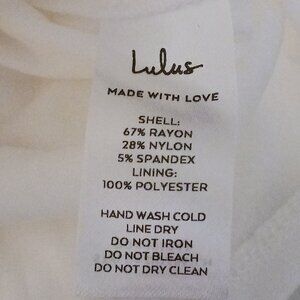 Lulus
MADE WITH LOVE
SHELL:
67% RAYON
28% NYLON
5% SPANDEX
LINING:
100% POLYESTER
HAND WASH COLD
LINE DRY
DO NOT IRON
DO NOT BLEACH
DO NOT DRY CLEAN